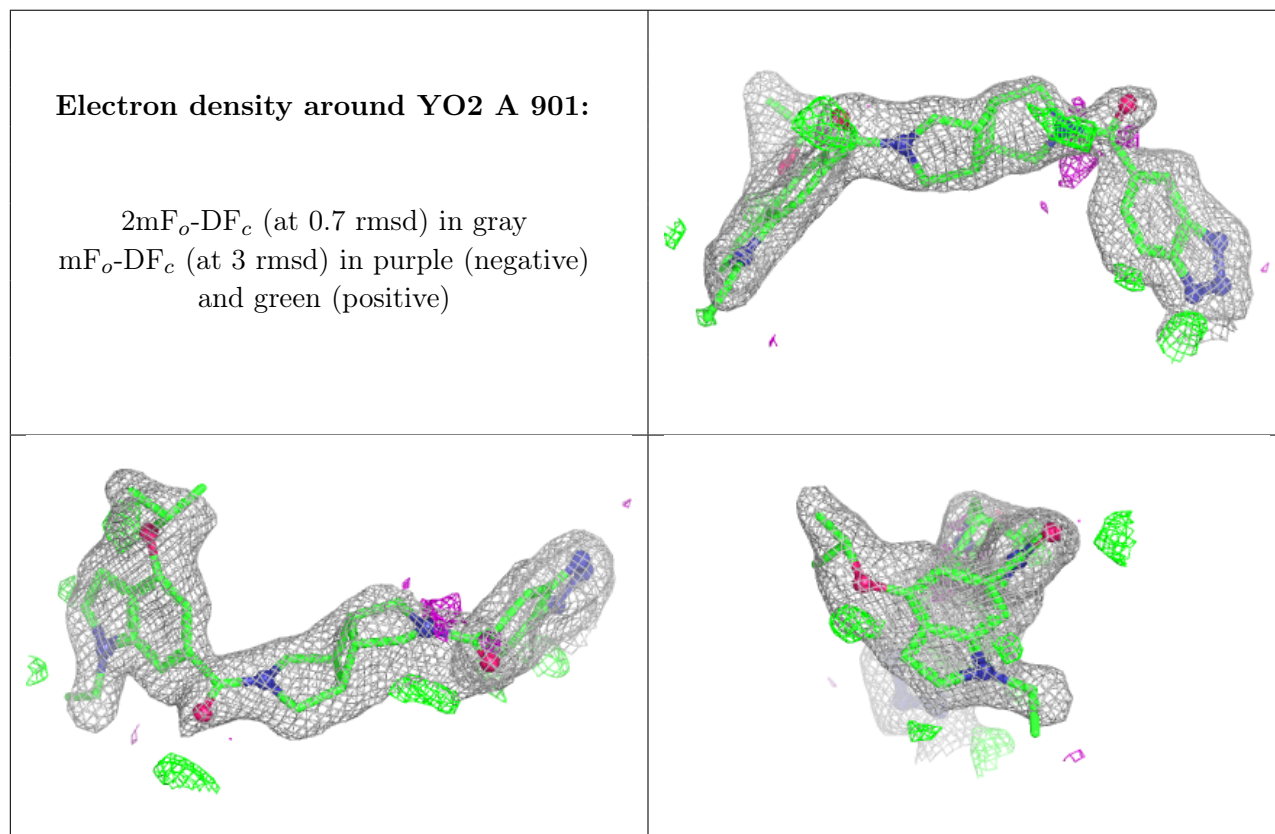 Electron density around YO2 A 901:
2mFo-DFc (at 0.7 rmsd) in gray
mFo-DFc (at 3 rmsd) in purple (negative)
and green (positive)